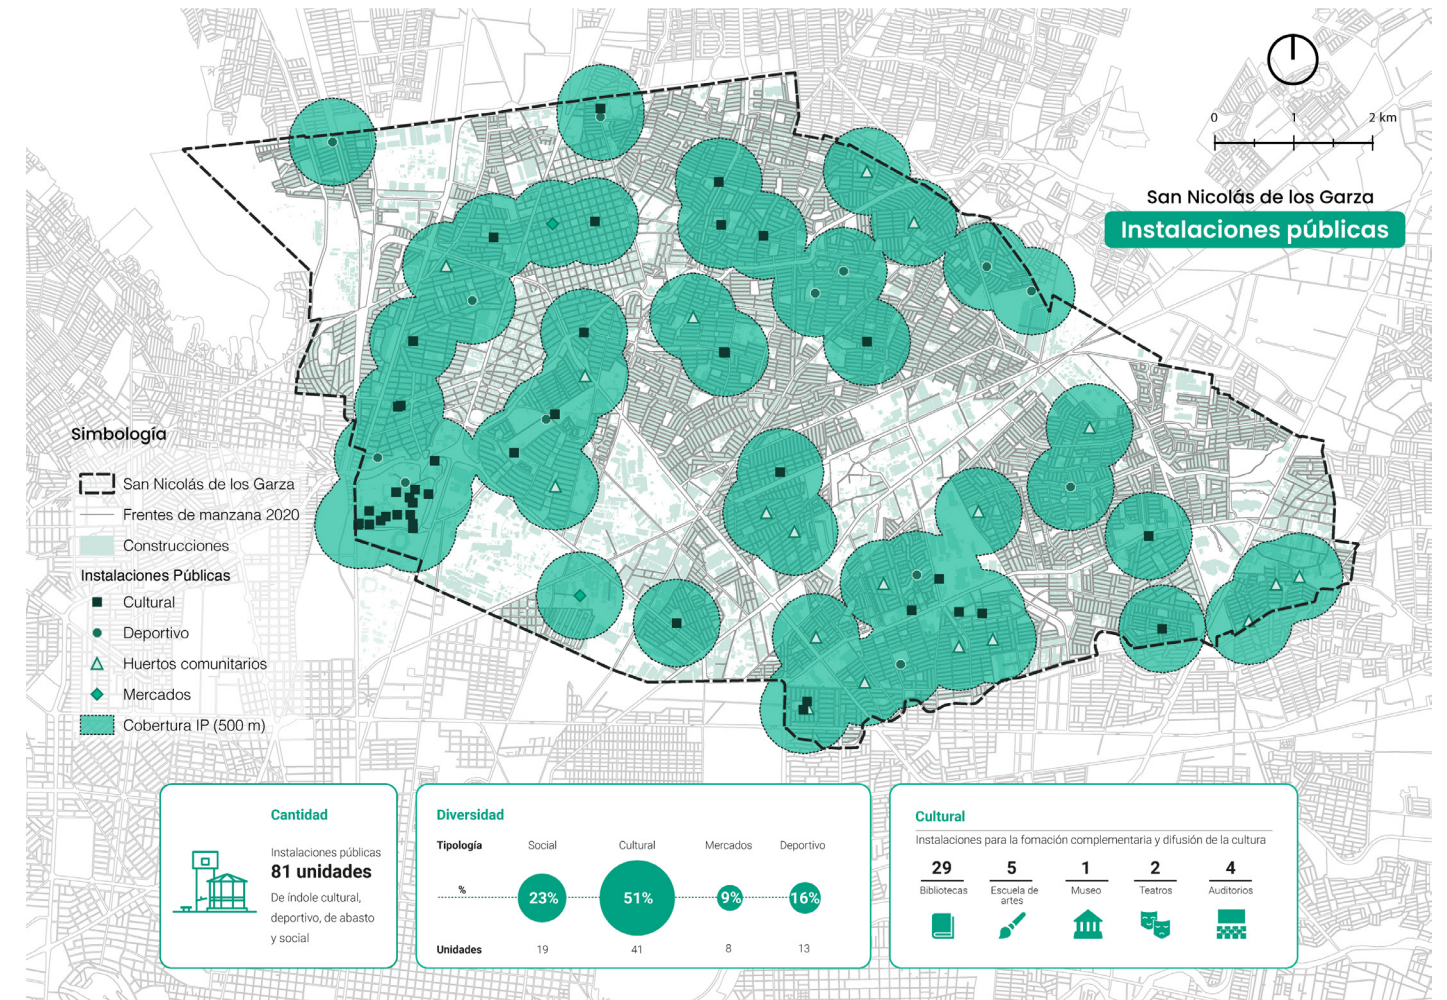 0 1 2 km
San Nicolás de los Garza
Instalaciones públicas
Simbología
San Nicolás de los Garza
Frentes de manzana 2020
Construcciones
Instalaciones Públicas
Cultural
Deportivo
Huertos comunitarios
Mercados
Cobertura IP (500 m)
Cantidad
Instalaciones públicas
81 unidades
De índole cultural,
deportivo, de abasto
y social
Diversidad
Tipología Social Cultural Mercados Deportivo
% 23% 51% 9% 16%
Unidades 19 41 8 13
Cultural
Instalaciones para la fomación complementaria y difusión de la cultura
29 5 1 2 4
Bibliotecas Escuela de Museo Teatros Auditorios
artes